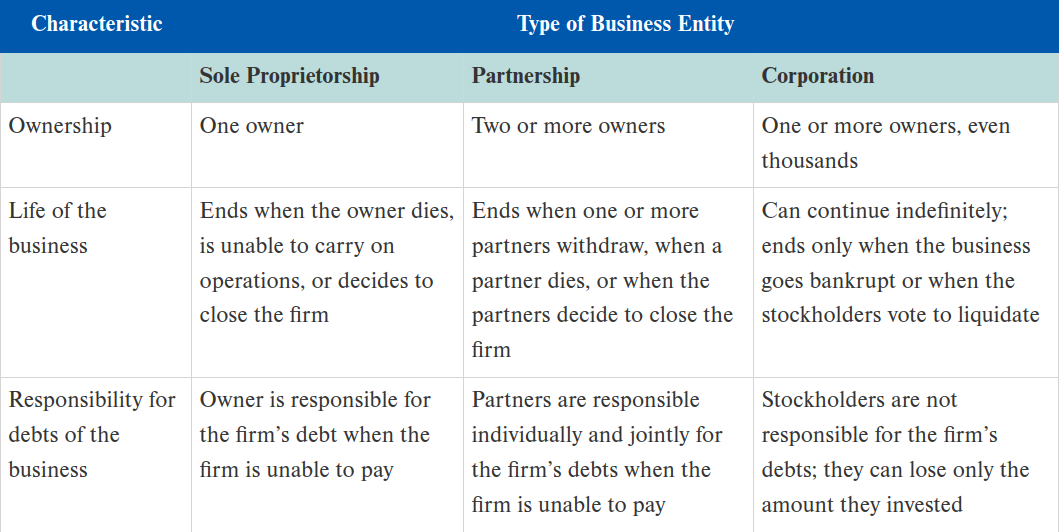 Characteristic
Type of Business Entity
Sole Proprietorship
Partnership
Corporation
Ownership
One owner
Two or more owners
One or more owners, even
thousands
Life of the
business
Ends when the owner dies,
is unable to carry on
operations, or decides to
close the firm
Ends when one or more
partners withdraw, when a
partner dies, or when the
partners decide to close the
firm
Can continue indefinitely;
ends only when the business
goes bankrupt or when the
stockholders vote to liquidate
Responsibility for
debts of the
business
Owner is responsible for
the firm’s debt when the
firm is unable to pay
Partners are responsible
individually and jointly for
the firm’s debts when the
firm is unable to pay
Stockholders are not
responsible for the firm’s
debts; they can lose only the
amount they invested